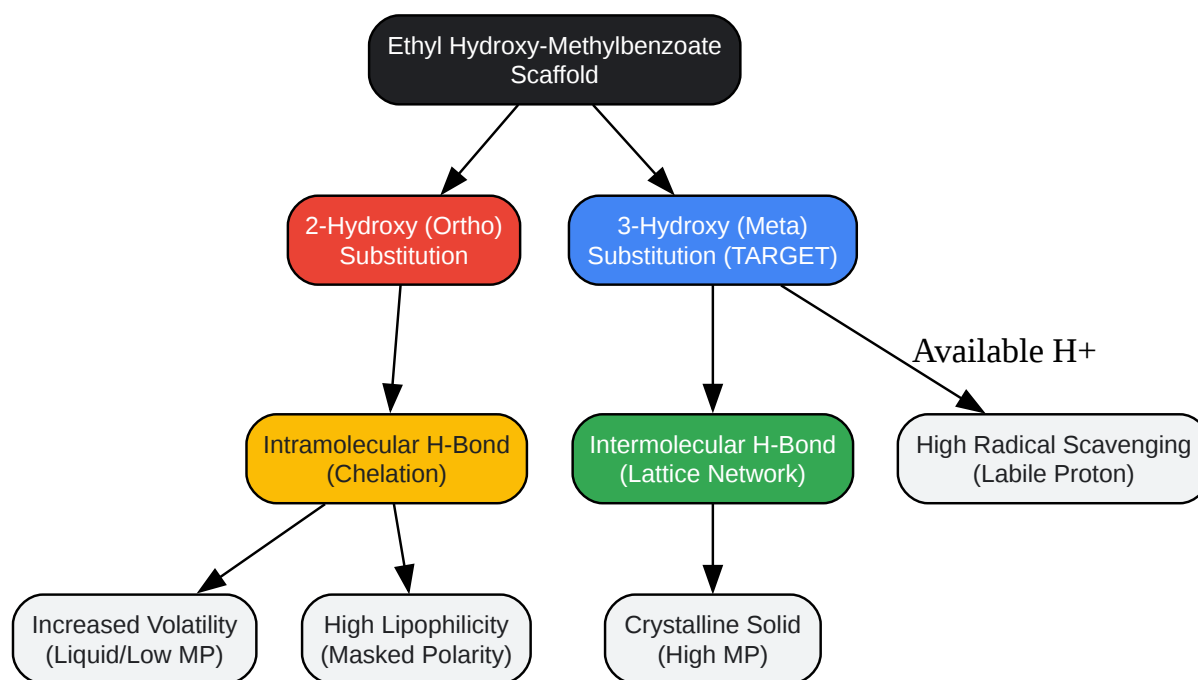 Ethyl Hydroxy-Methylbenzoate
Scaffold
2-Hydroxy (Ortho)
Substitution
3-Hydroxy (Meta)
Substitution (TARGET)
Available H+
Intramolecular H-Bond
(Chelation)
Intermolecular H-Bond
(Lattice Network)
High Radical Scavenging
(Labile Proton)
Increased Volatility
(Liquid/Low MP)
High Lipophilicity
(Masked Polarity)
Crystalline Solid
(High MP)